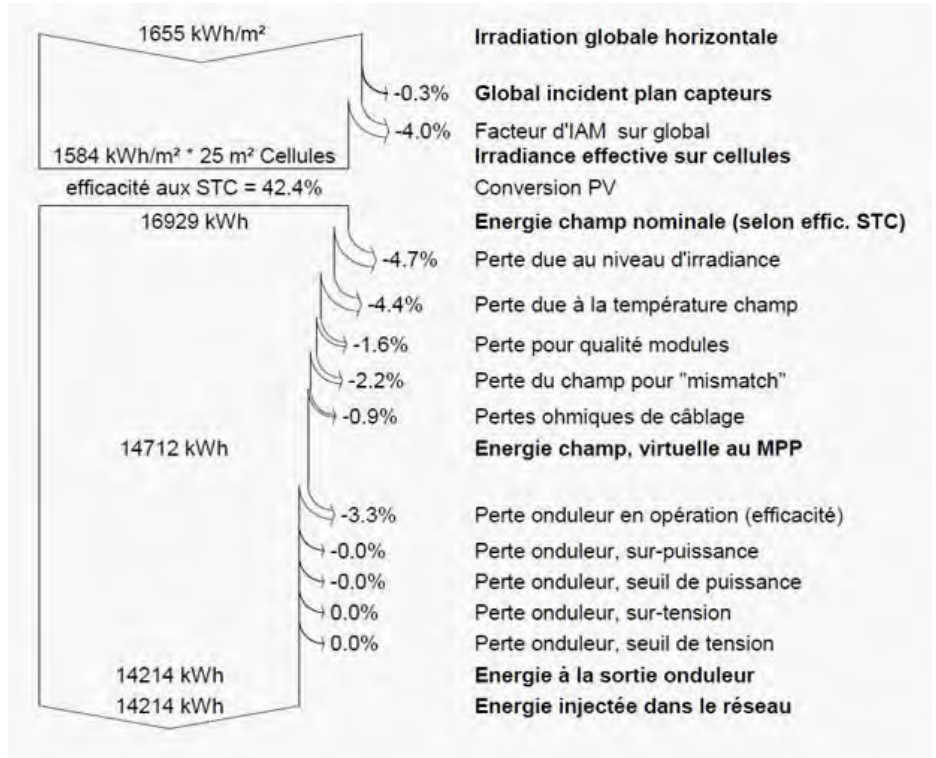 1655 kWh/m² Irradiation globale horizontale
-0.3% Global incident plan capteurs
-4.0% Facteur d'IAM sur global
1584 kWh/m² * 25 m² Cellules Irradiance effective sur cellules
efficacité aux STC = 42.4% Conversion PV
16929 kWh Energie champ nominale (selon effic. STC)
-4.7% Perte due au niveau d'irradiance
-4.4% Perte due à la température champ
-1.6% Perte pour qualité modules
-2.2% Perte du champ pour "mismatch"
-0.9% Pertes ohmiques de câblage
14712 kWh Energie champ, virtuelle au MPP
-3.3% Perte onduleur en opération (efficacité)
-0.0% Perte onduleur, sur-puissance
-0.0% Perte onduleur, seuil de puissance
0.0% Perte onduleur, sur-tension
0.0% Perte onduleur, seuil de tension
14214 kWh Energie à la sortie onduleur
14214 kWh Energie injectée dans le réseau